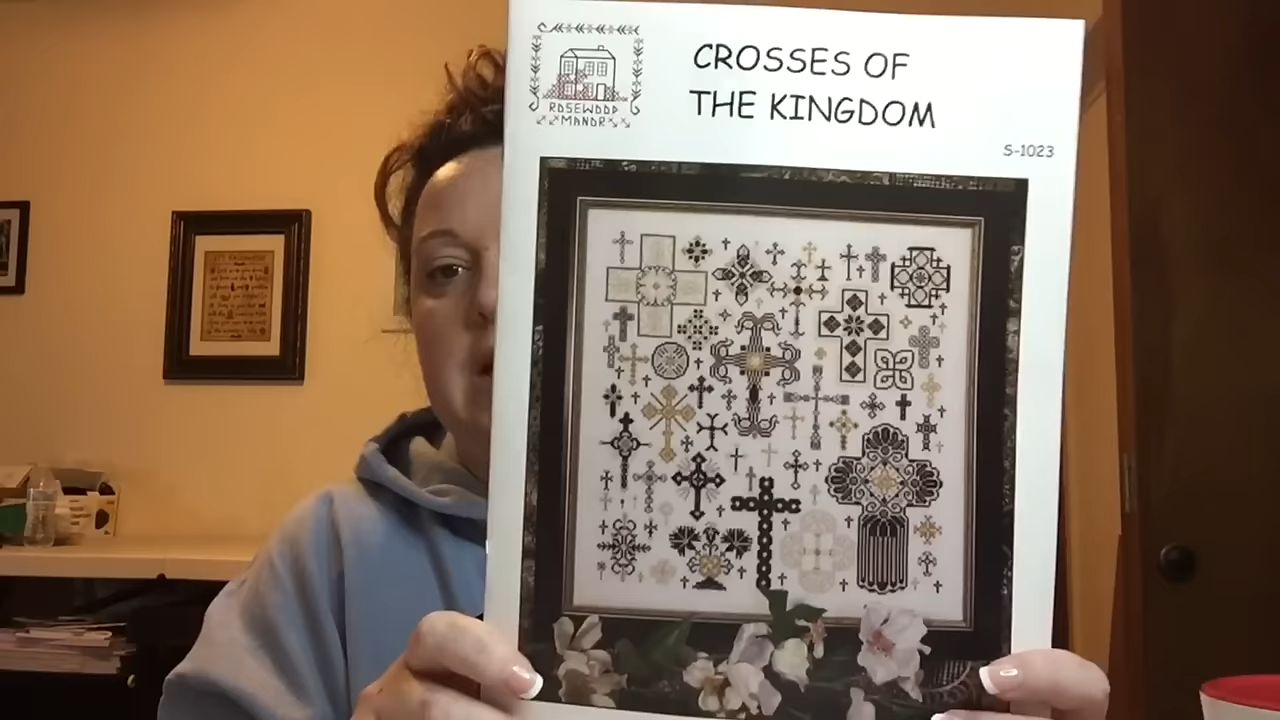 CROSSES OF
THE KINGDOM
ROSEWOOD
MANOR
S-1023